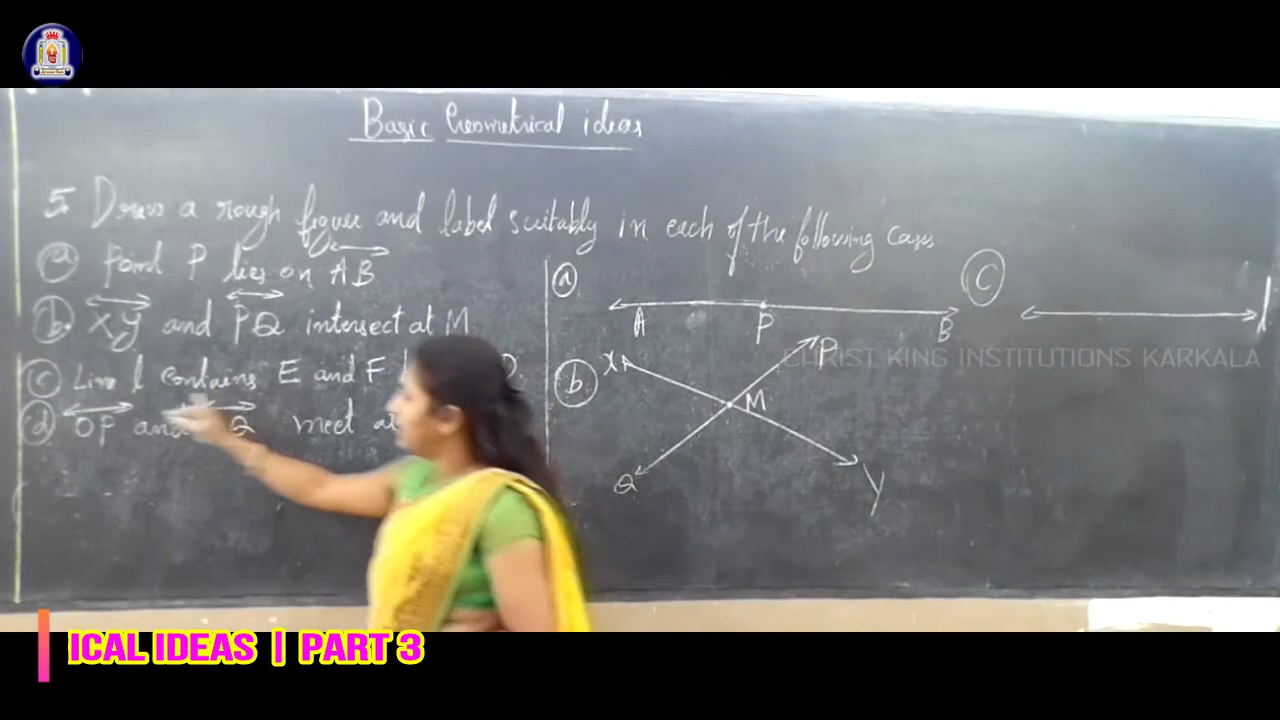 Basic Geometrical ideas
5. Draw a rough figure and label suitably in each of the following cases
(a) Point P lies on AB
(b) XY and PQ intersect at M
(c) Line l contains E and F
(d) OP and Q meet at
(a)
A P B
(b)
X P
M
Q Y
(c)
l
CHRIST KING INSTITUTIONS KARKALA
ICAL IDEAS | PART 3